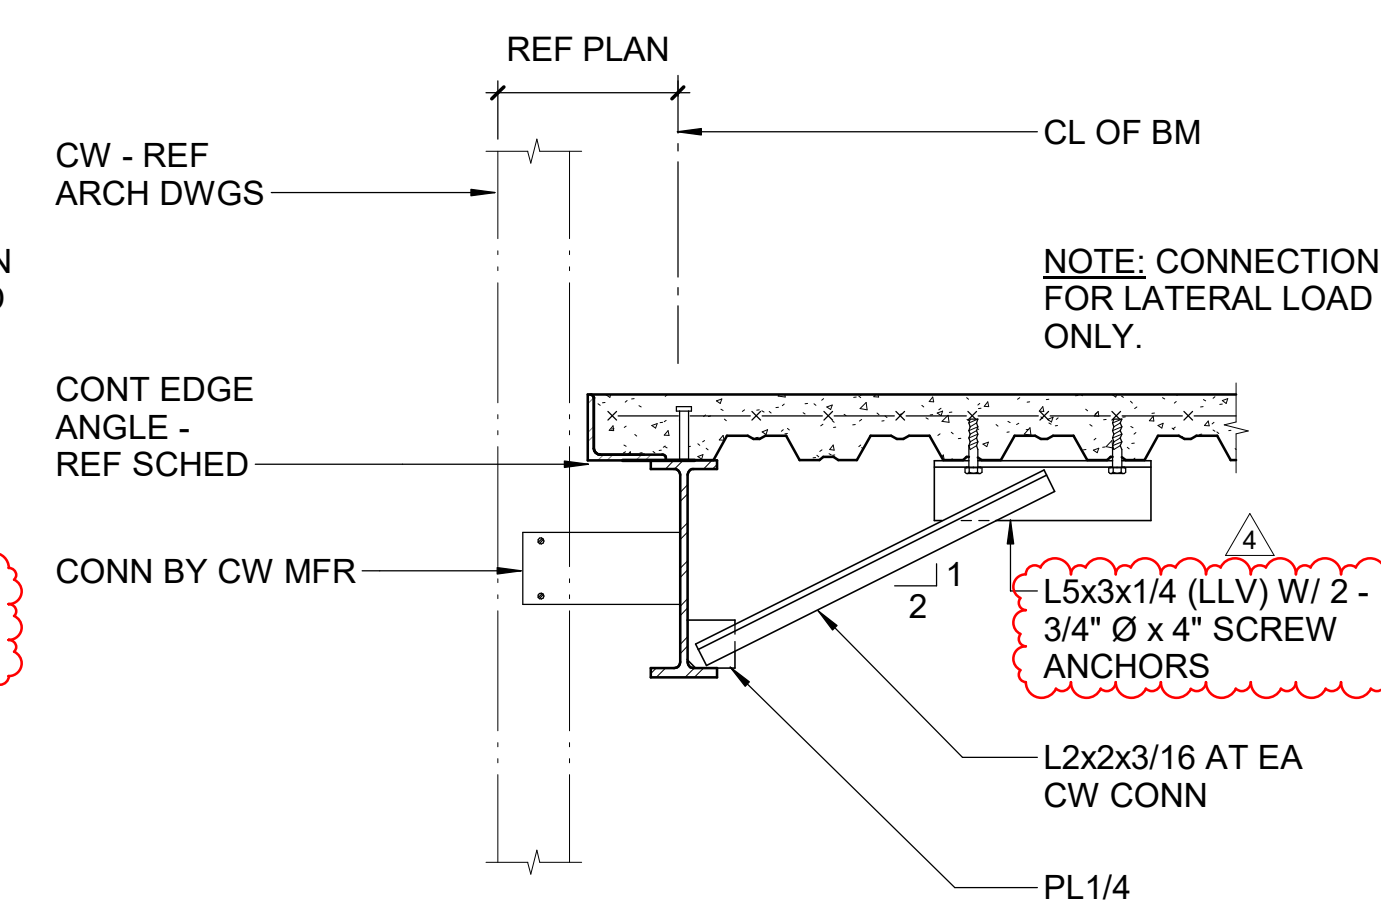 REF PLAN
CL OF BM
CW - REF
ARCH DWGS
NOTE: CONNECTION
FOR LATERAL LOAD
ONLY.
CONT EDGE
ANGLE -
REF SCHED
CONN BY CW MFR
1
2
4
L5x3x1/4 (LLV) W/ 2 -
3/4" Ø x 4" SCREW
ANCHORS
L2x2x3/16 AT EA
CW CONN
PL1/4